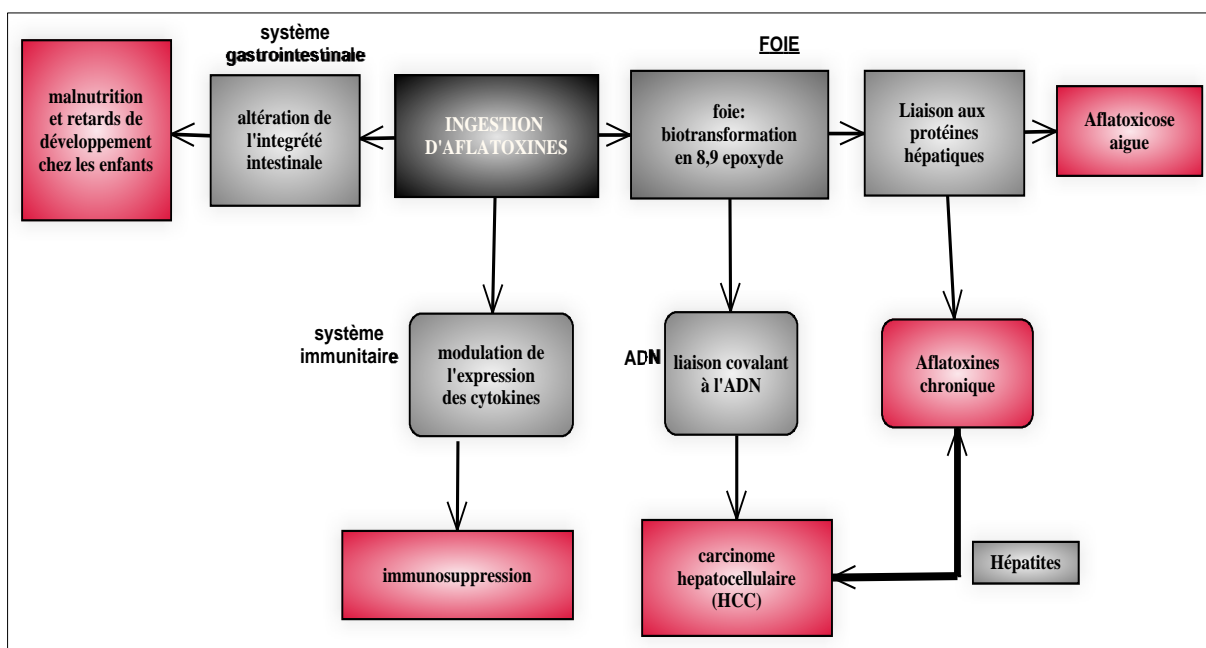 système
gastrointestinale
FOIE
malnutrition
et retards de
développement
chez les enfants
altération de
l'integrété
intestinale
INGESTION
D'AFLATOXINES
foie:
biotransformation
en 8,9 epoxyde
Liaison aux
protéines
hépatiques
Aflatoxicose
aigue
système
immunitaire
modulation de
l'expression
des cytokines
ADN
liaison covalant
à l'ADN
Aflatoxines
chronique
immunosuppression
carcinome
hepatocellulaire
(HCC)
Hépatites